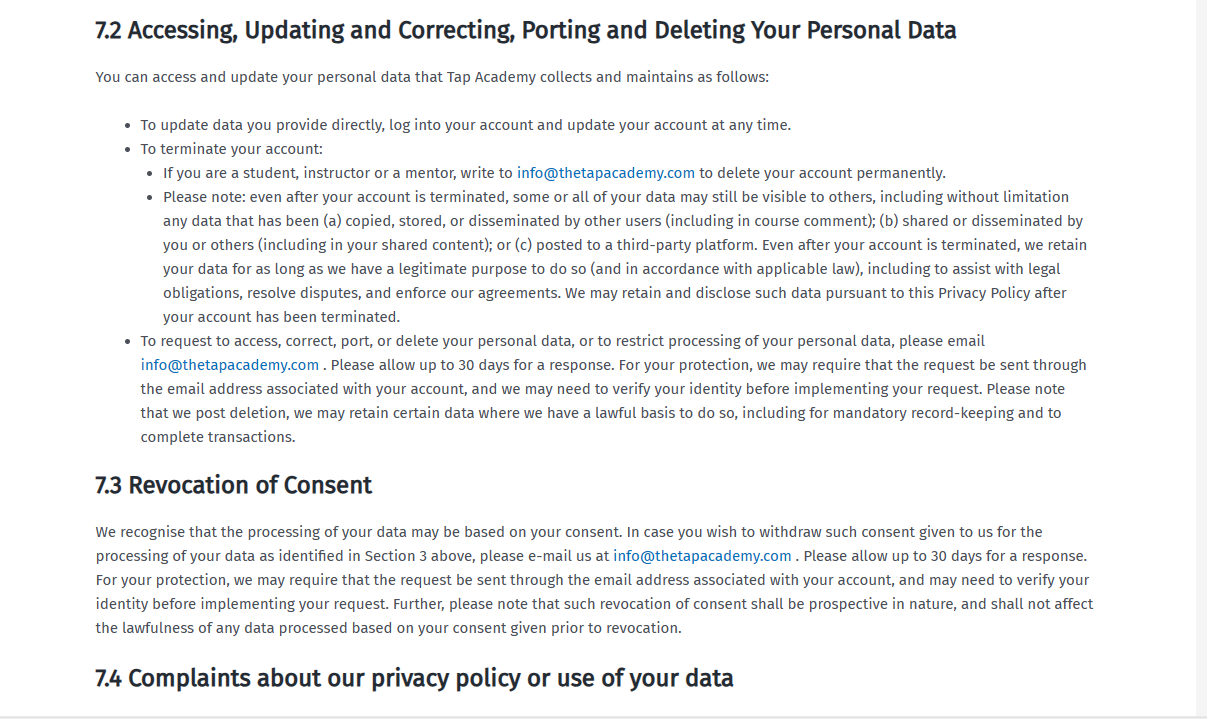 7.2 Accessing, Updating and Correcting, Porting and Deleting Your Personal Data
You can access and update your personal data that Tap Academy collects and maintains as follows:
• To update data you provide directly, log into your account and update your account at any time.
• To terminate your account:
• If you are a student, instructor or a mentor, write to info@thetapacademy.com to delete your account permanently.
• Please note: even after your account is terminated, some or all of your data may still be visible to others, including without limitation
any data that has been (a) copied, stored, or disseminated by other users (including in course comment); (b) shared or disseminated by
you or others (including in your shared content); or (c) posted to a third-party platform. Even after your account is terminated, we retain
your data for as long as we have a legitimate purpose to do so (and in accordance with applicable law), including to assist with legal
obligations, resolve disputes, and enforce our agreements. We may retain and disclose such data pursuant to this Privacy Policy after
your account has been terminated.
• To request to access, correct, port, or delete your personal data, or to restrict processing of your personal data, please email
info@thetapacademy.com . Please allow up to 30 days for a response. For your protection, we may require that the request be sent through
the email address associated with your account, and we may need to verify your identity before implementing your request. Please note
that we post deletion, we may retain certain data where we have a lawful basis to do so, including for mandatory record-keeping and to
complete transactions.
7.3 Revocation of Consent
We recognise that the processing of your data may be based on your consent. In case you wish to withdraw such consent given to us for the
processing of your data as identified in Section 3 above, please e-mail us at info@thetapacademy.com . Please allow up to 30 days for a response.
For your protection, we may require that the request be sent through the email address associated with your account, and may need to verify your
identity before implementing your request. Further, please note that such revocation of consent shall be prospective in nature, and shall not affect
the lawfulness of any data processed based on your consent given prior to revocation.
7.4 Complaints about our privacy policy or use of your data